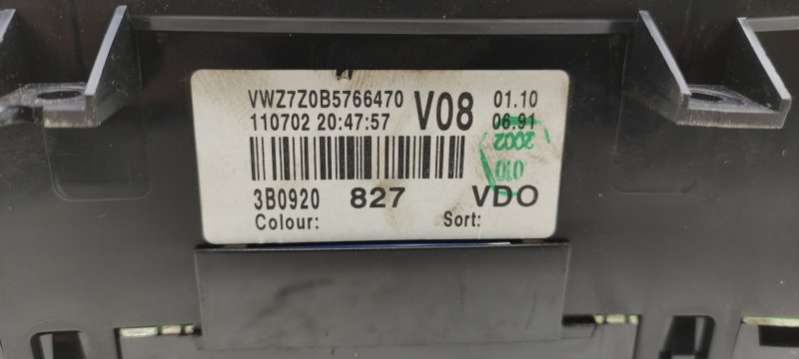 VWZ7Z0B5766470 V08 01.10
110702 20:47:57 06.91
2002
010
3B0920 827 VDO
Colour: Sort: